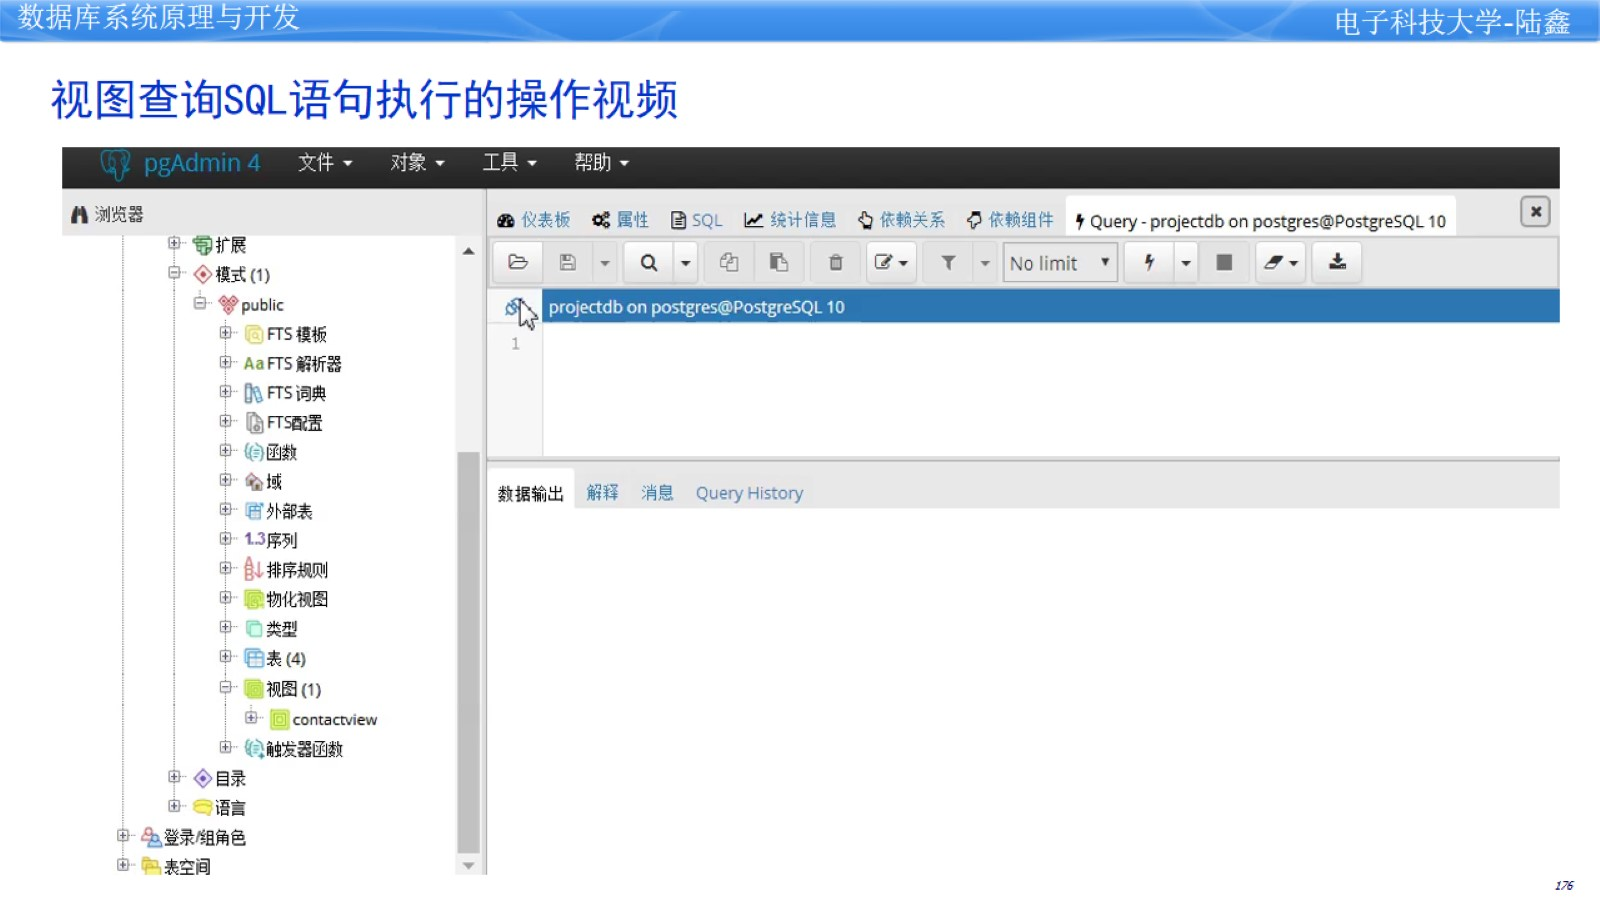 数据库系统原理与开发
电子科技大学-陆鑫
视图查询SQL语句执行的操作视频
pgAdmin 4 文件 对象 工具 帮助
浏览器
仪表板 属性 SQL 统计信息 依赖关系 依赖组件 Query - projectdb on postgres@PostgreSQL 10
No limit
projectdb on postgres@PostgreSQL 10
1
数据输出 解释 消息 Query History
扩展
模式 (1)
public
FTS 模板
Aa FTS 解析器
FTS 词典
FTS配置
函数
域
外部表
1.3 序列
排序规则
物化视图
类型
表 (4)
视图 (1)
contactview
触发器函数
目录
语言
登录/组角色
表空间
176